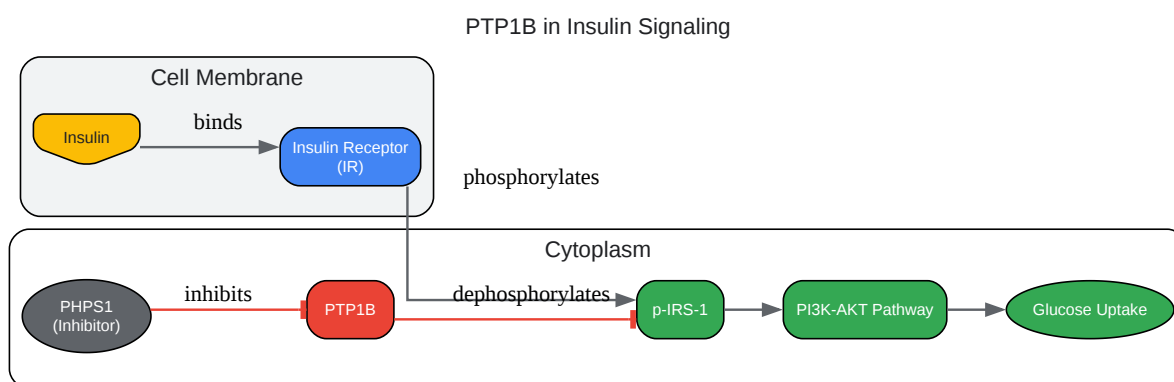 PTP1B in Insulin Signaling
Cell Membrane
binds
Insulin
Insulin Receptor
(IR)
phosphorylates
Cytoplasm
inhibits
dephosphorylates
PHPS1
(Inhibitor)
PTP1B
p-IRS-1
PI3K-AKT Pathway
Glucose Uptake